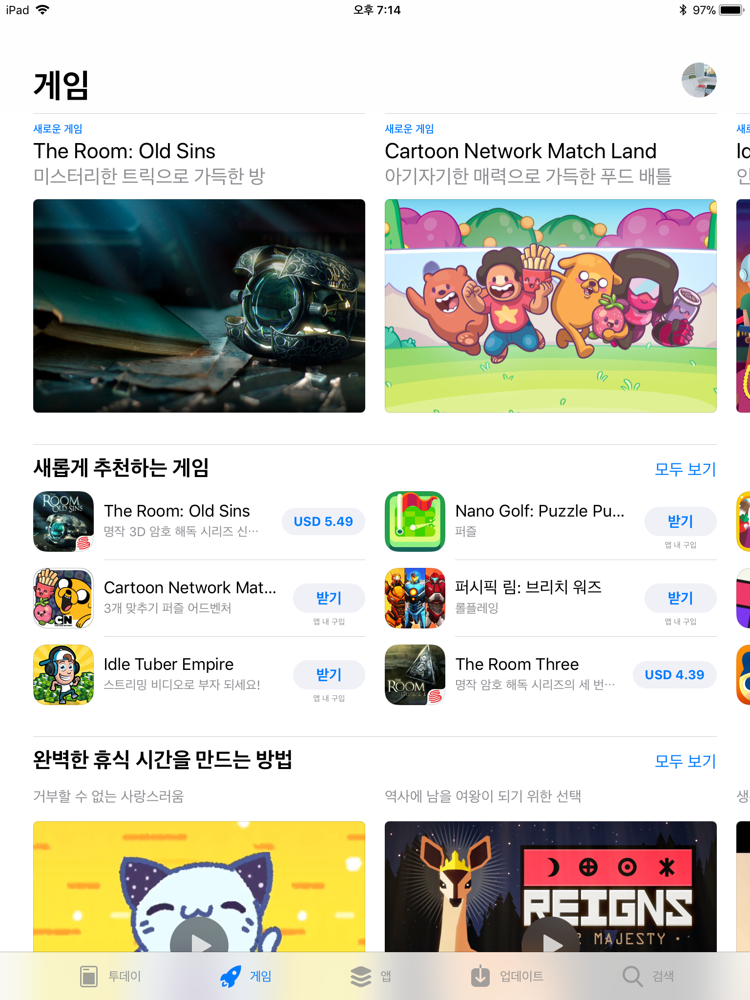 iPad
오후 7:14
97%
게임
새로운 게임
The Room: Old Sins
미스터리한 트릭으로 가득한 방
새로운 게임
Cartoon Network Match Land
아기자기한 매력으로 가득한 푸드 배틀
새롭게 추천하는 게임
모두 보기
THE ROOM OLD SINS
The Room: Old Sins
명작 3D 암호 해독 시리즈 신…
USD 5.49
Nano Golf: Puzzle Pu...
퍼즐
받기
앱 내 구입
CN
CARTOON NETWORK
Cartoon Network Mat...
3개 맞추기 퍼즐 어드벤처
받기
앱 내 구입
퍼시픽 림: 브리치 워즈
롤플레잉
받기
앱 내 구입
Idle Tuber Empire
스트리밍 비디오로 부자 되세요!
받기
앱 내 구입
THE ROOM THREE
The Room Three
명작 암호 해독 시리즈의 세 번…
USD 4.39
완벽한 휴식 시간을 만드는 방법
모두 보기
거부할 수 없는 사랑스러움
역사에 남을 여왕이 되기 위한 선택
REIGNS
MAJESTY
투데이
게임
앱
업데이트
검색